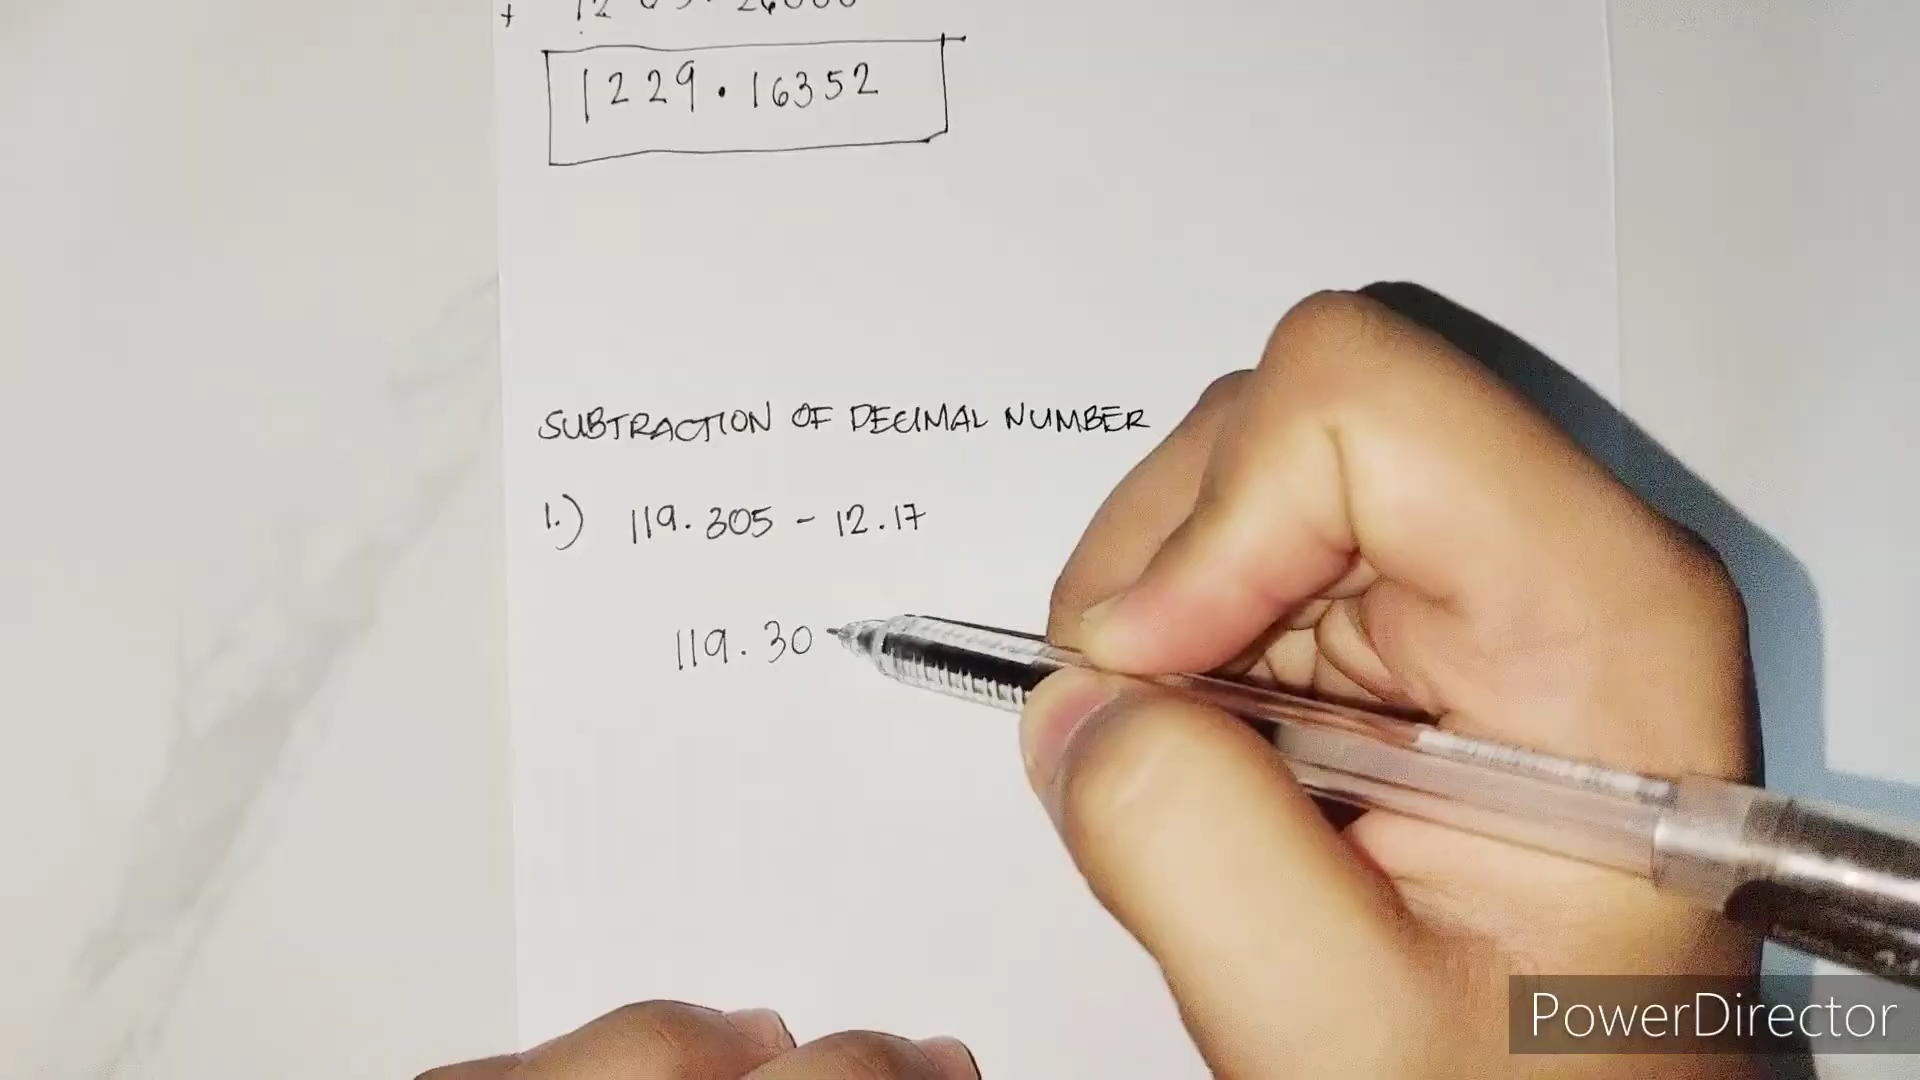 1229.16352
SUBTRACTION OF DECIMAL NUMBER
1.) 119.305 - 12.17
119.30
PowerDirector